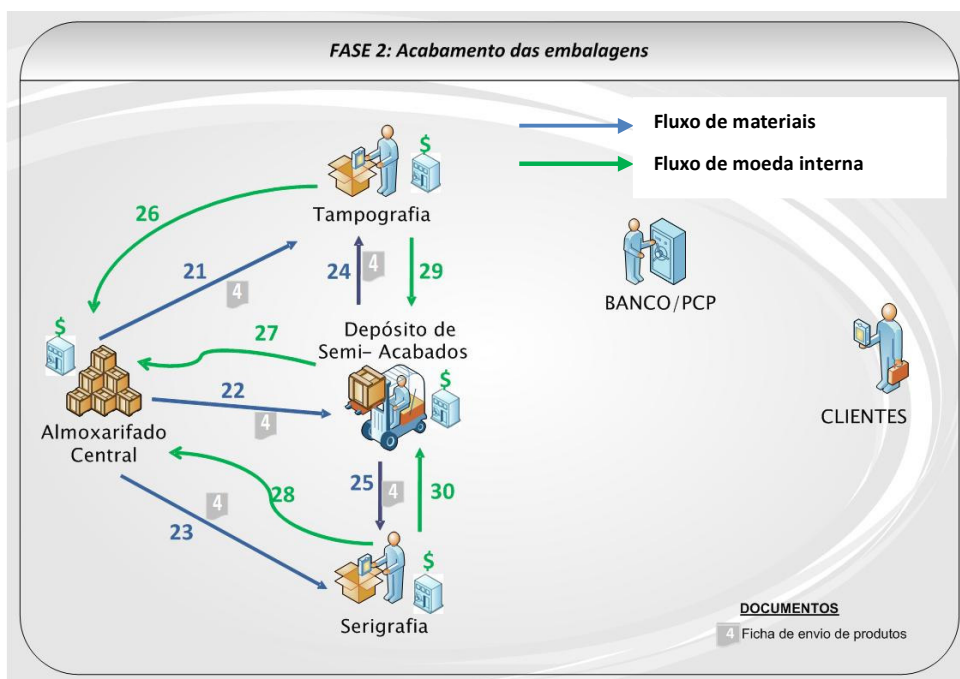 FASE 2: Acabamento das embalagens
Fluxo de materiais
Fluxo de moeda interna
$
Tampografia
26
21
4
24
4
29
BANCO/PCP
$
Almoxarifado
Central
27
Depósito de
Semi- Acabados
$
22
4
CLIENTES
28
25
4
30
4
23
$
Serigrafia
DOCUMENTOS
4 Ficha de envio de produtos